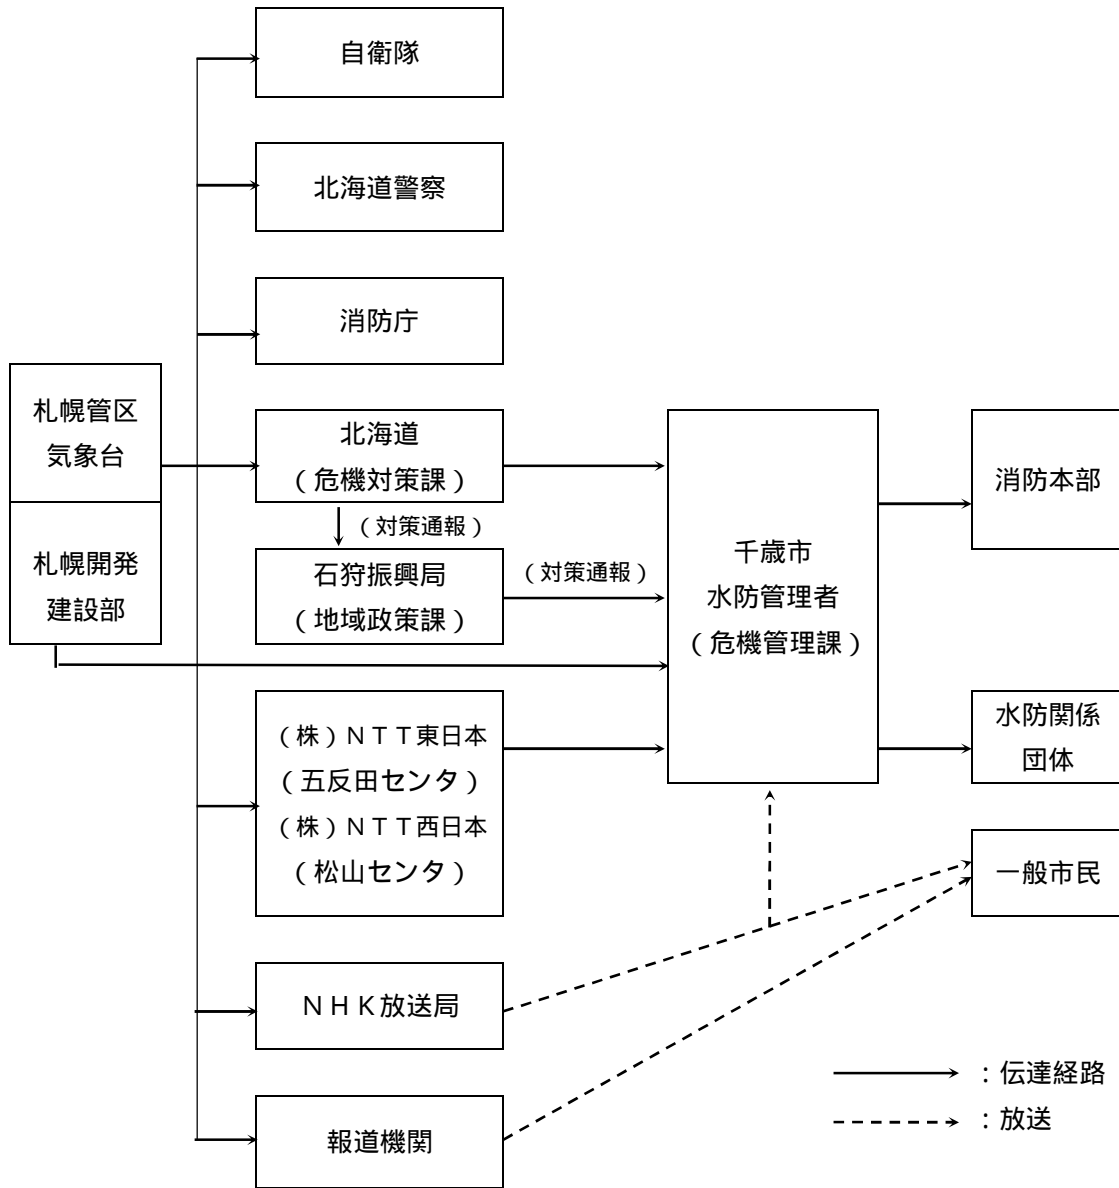 自衛隊
北海道警察
消防庁
札幌管区
気象台
札幌開発
建設部
北海道
（危機対策課）
（対策通報）
石狩振興局
（地域政策課）
（対策通報）
千歳市
水防管理者
（危機管理課）
消防本部
水防関係
団体
（株）ＮＴＴ東日本
（五反田センタ）
（株）ＮＴＴ西日本
（松山センタ）
一般市民
ＮＨＫ放送局
報道機関
：伝達経路
：放送